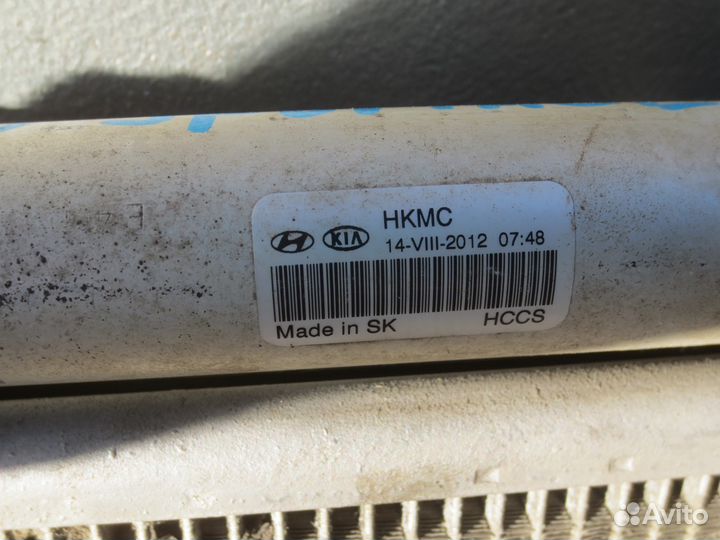 HKMC
KIA 14-VIII-2012 07:48
Made in SK HCCS
Avito